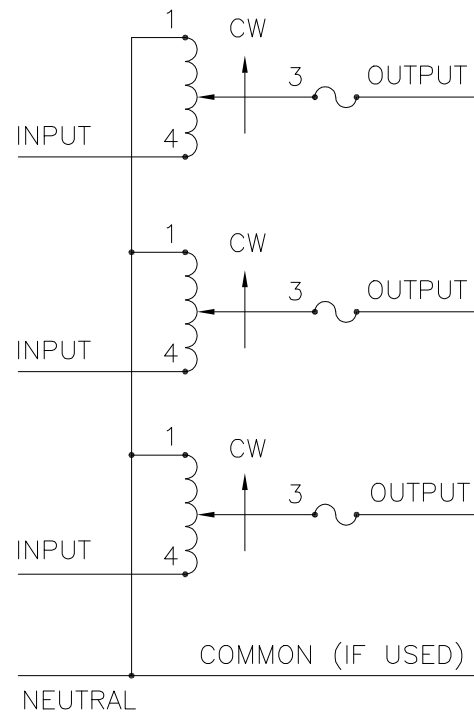 1
CW
3
OUTPUT
INPUT
4
1
CW
3
OUTPUT
INPUT
4
1
CW
3
OUTPUT
INPUT
4
COMMON (IF USED)
NEUTRAL